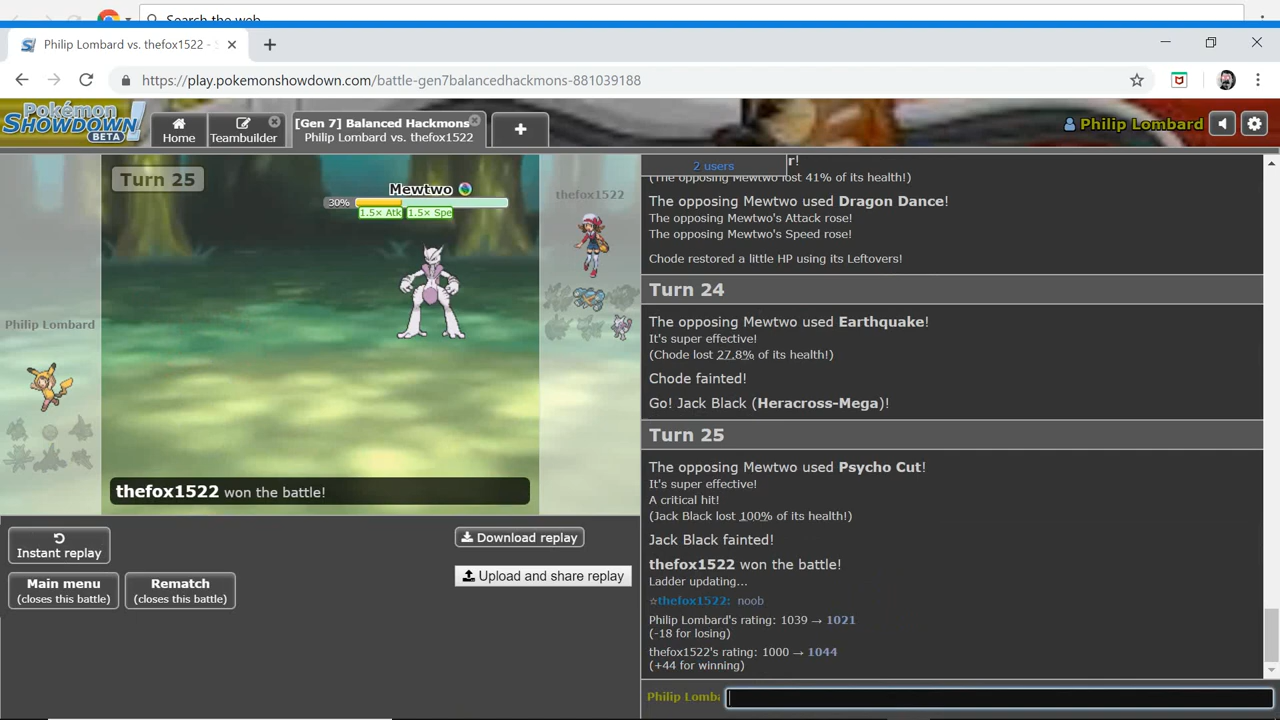 Search the web
Philip Lombard vs. thefox1522 -
https://play.pokemonshowdown.com/battle-gen7balancedhackmons-881039188
Pokémon
SHOWDOWN!
BETA
Home
Teambuilder
[Gen 7] Balanced Hackmons
Philip Lombard vs. thefox1522
Philip Lombard
Turn 25
Mewtwo
30%
1.5× Atk 1.5× Spe
thefox1522
Philip Lombard
thefox1522 won the battle!
Instant replay
Download replay
Upload and share replay
Main menu
(closes this battle)
Rematch
(closes this battle)
2 users
r!
(The opposing Mewtwo lost 41% of its health!)
The opposing Mewtwo used Dragon Dance!
The opposing Mewtwo's Attack rose!
The opposing Mewtwo's Speed rose!
Chode restored a little HP using its Leftovers!
Turn 24
The opposing Mewtwo used Earthquake!
It's super effective!
(Chode lost 27.8% of its health!)
Chode fainted!
Go! Jack Black (Heracross-Mega)!
Turn 25
The opposing Mewtwo used Psycho Cut!
It's super effective!
A critical hit!
(Jack Black lost 100% of its health!)
Jack Black fainted!
thefox1522 won the battle!
Ladder updating...
☆thefox1522: noob
Philip Lombard's rating: 1039 → 1021
(-18 for losing)
thefox1522's rating: 1000 → 1044
(+44 for winning)
Philip Lomba